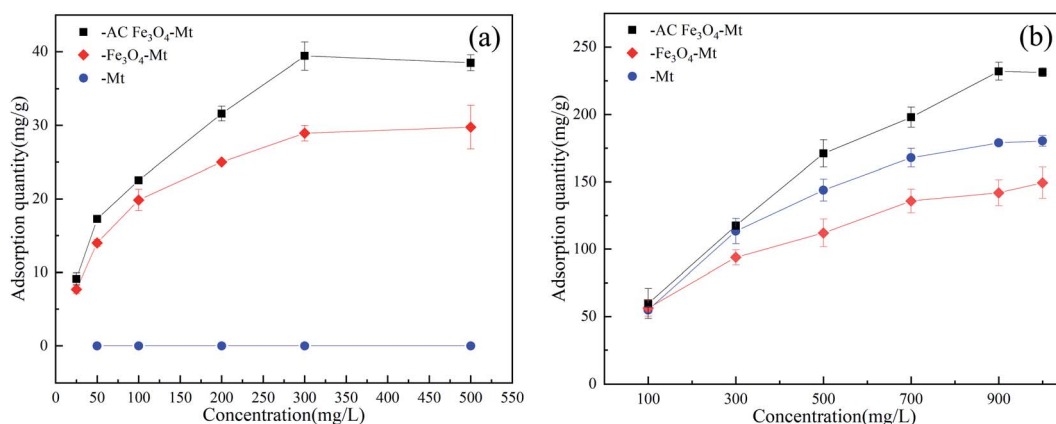 (a)
-AC Fe₃O₄-Mt
-Fe₃O₄-Mt
-Mt
Adsorption quantity(mg/g)
40
30
20
10
0
0 50 100 150 200 250 300 350 400 450 500 550
Concentration(mg/L)
(b)
-AC Fe₃O₄-Mt
-Fe₃O₄-Mt
-Mt
Adsorption quantity(mg/g)
250
200
150
100
50
0
100 300 500 700 900
Concentration(mg/L)